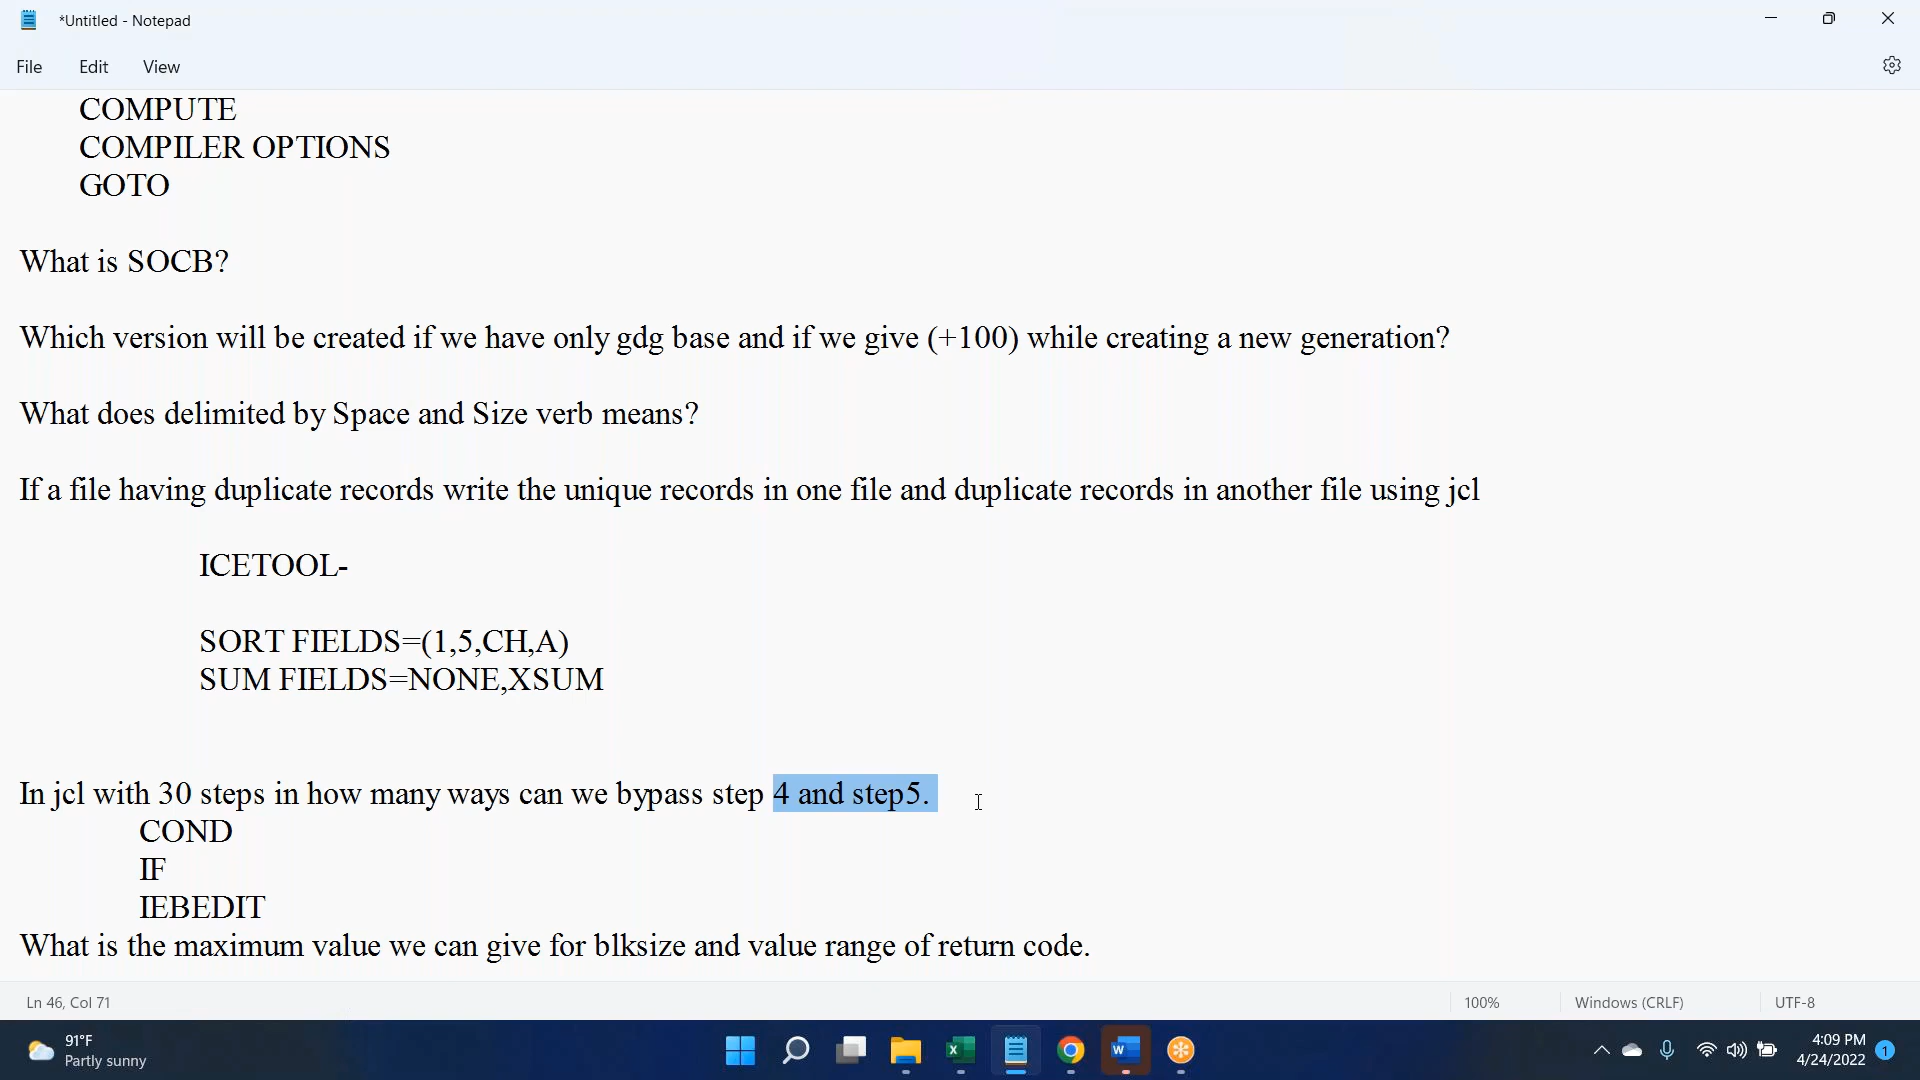 *Untitled - Notepad
File Edit View
COMPUTE
COMPILER OPTIONS
GOTO
What is SOCB?
Which version will be created if we have only gdg base and if we give (+100) while creating a new generation?
What does delimited by Space and Size verb means?
If a file having duplicate records write the unique records in one file and duplicate records in another file using jcl
ICETOOL-
SORT FIELDS=(1,5,CH,A)
SUM FIELDS=NONE,XSUM
In jcl with 30 steps in how many ways can we bypass step 4 and step5.
COND
IF
IEBEDIT
What is the maximum value we can give for blksize and value range of return code.
Ln 46, Col 71 100% Windows (CRLF) UTF-8
91°F
Partly sunny
4:09 PM
4/24/2022
1